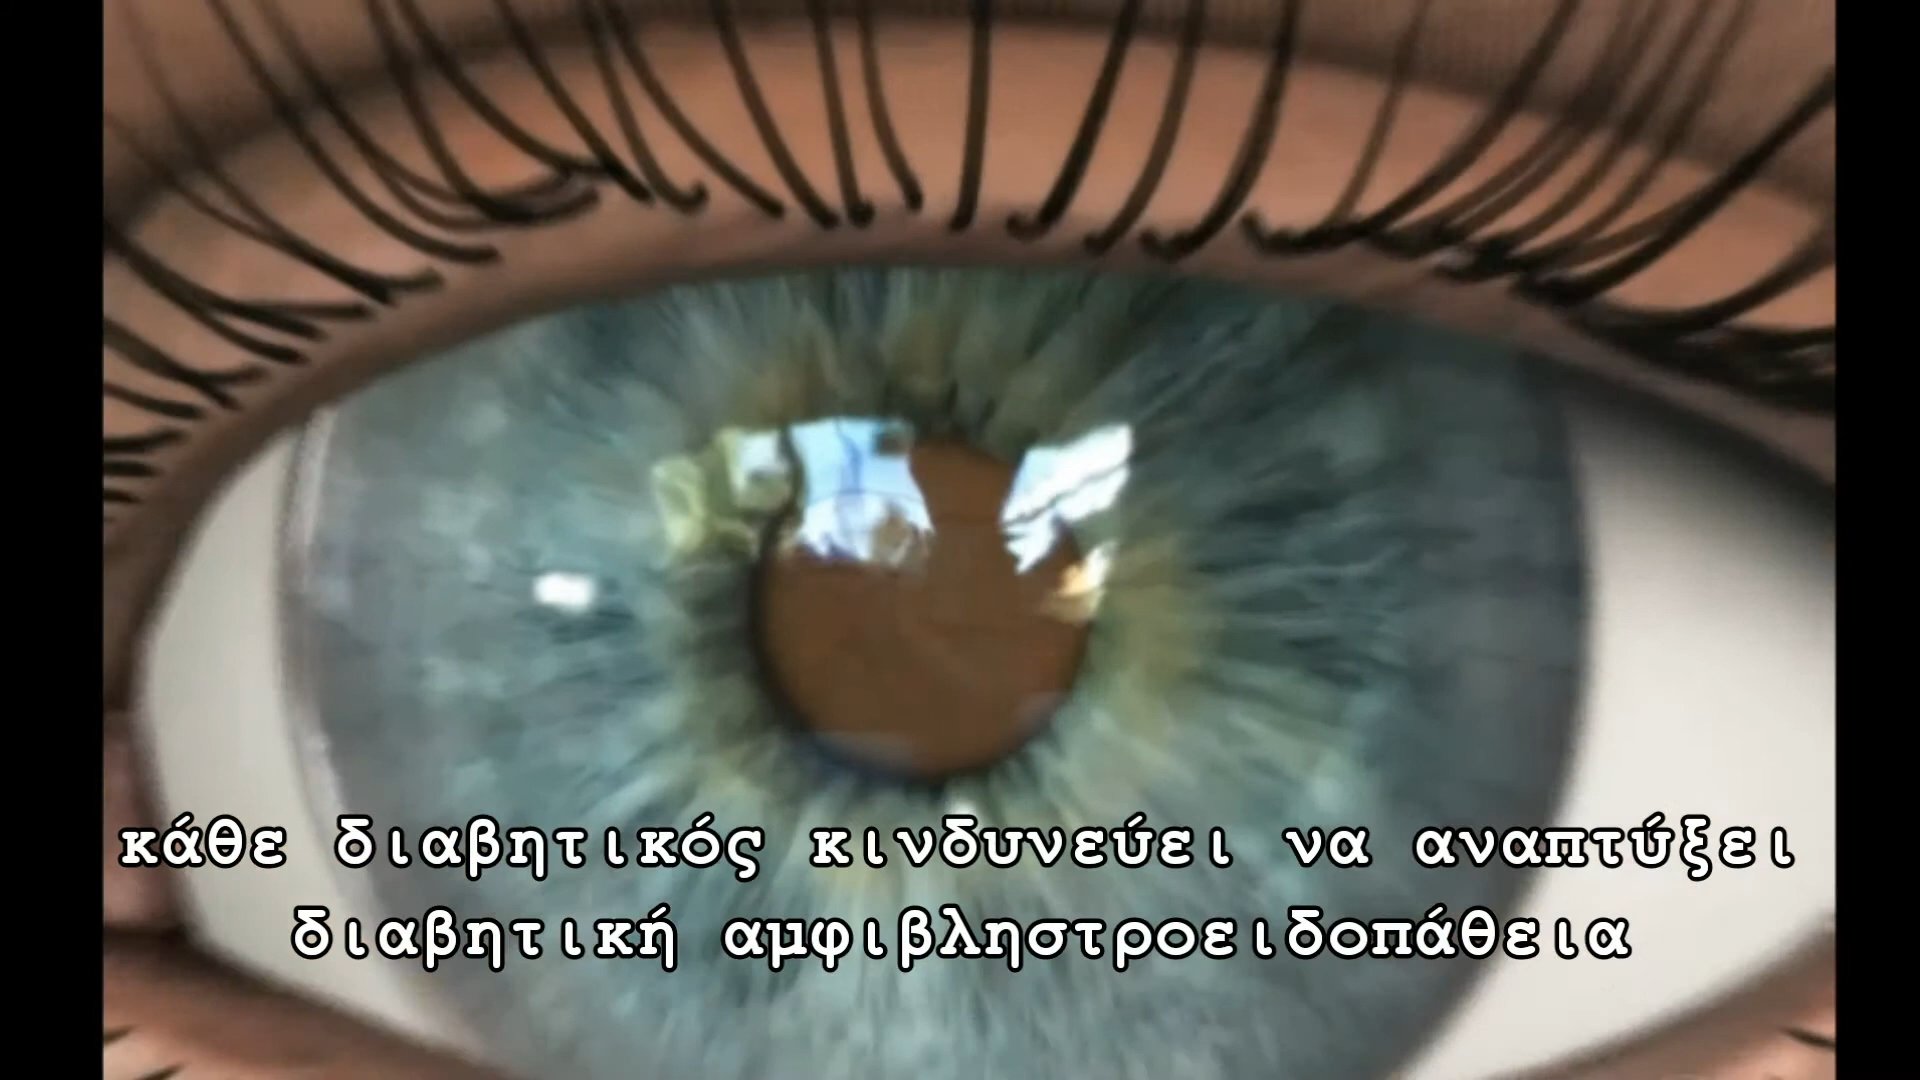 κάθε διαβητικός κινδυνεύει να αναπτύξει
διαβητική αμφιβληστροειδοπάθεια